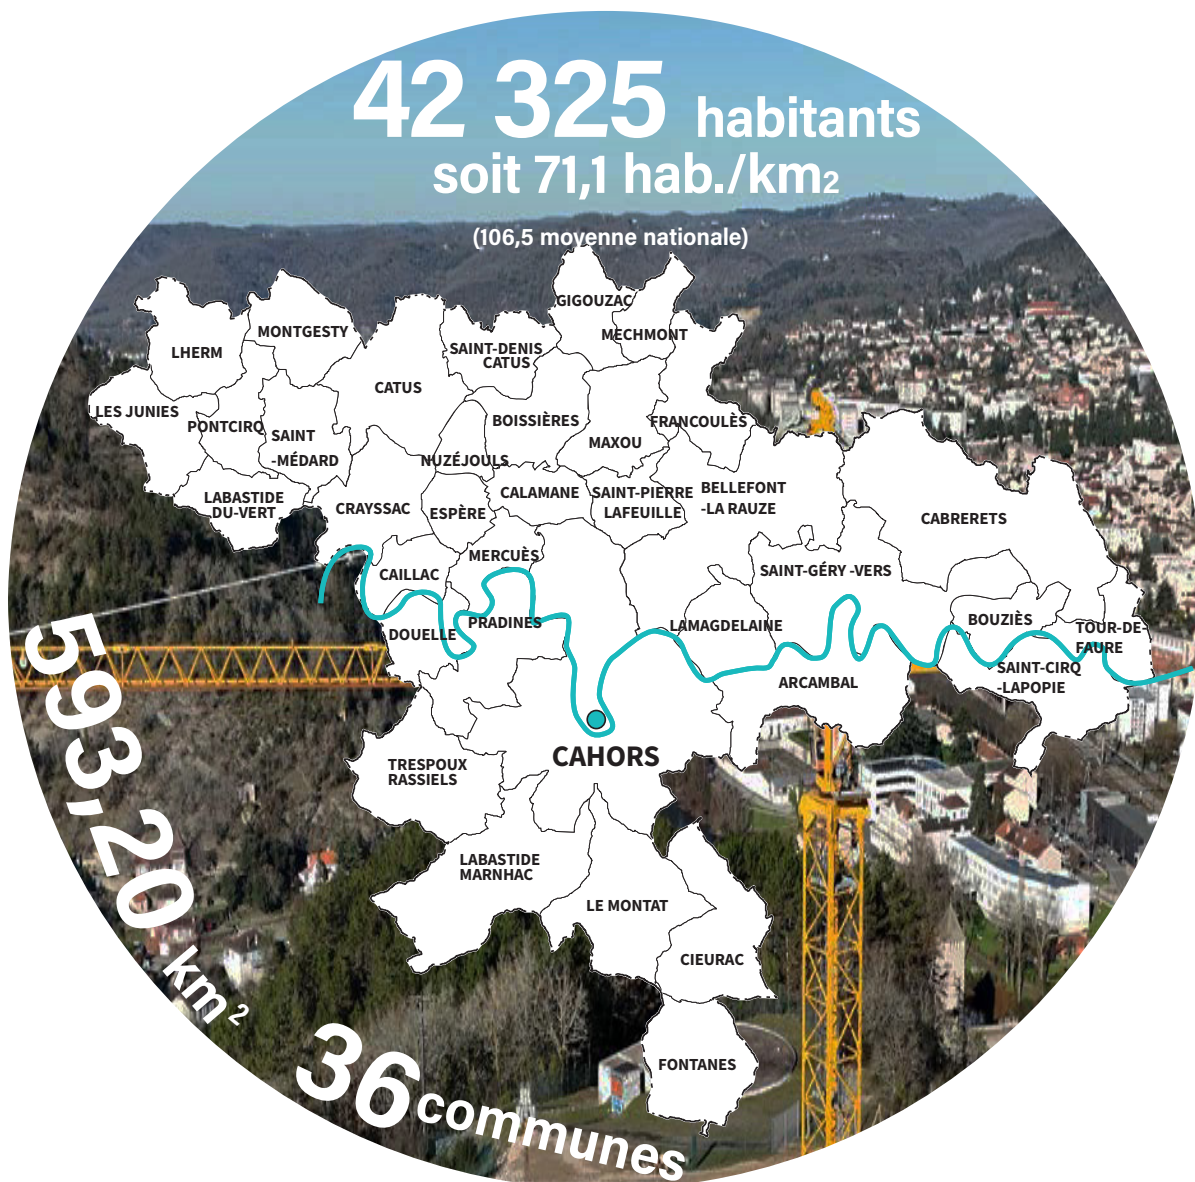 42 325 habitants
soit 71,1 hab./km2
(106,5 moyenne nationale)
GIGOUZAC
MECHMONT
MONTGESTY
LHERM
SAINT-DENIS
CATUS
CATUS
LES JUNIES
PONTCIRQ
SAINT
-MÉDARD
BOISSIÈRES
MAXOU
FRANCOULÈS
NUZÉJOULS
LABASTIDE
DU-VERT
CRAYSSAC
ESPÈRE
CALAMANE
SAINT-PIERRE
LAFEUILLE
BELLEFONT
-LA RAUZE
CABRERETS
MERCUÈS
CAILLAC
SAINT-GÉRY -VERS
DOUELLE
PRADINES
LAMAGDELAINE
BOUZIÈS
TOUR-DE-
FAURE
SAINT-CIRQ
-LAPOPIE
ARCAMBAL
CAHORS
TRESPOUX
RASSIELS
LABASTIDE
MARNHAC
LE MONTAT
CIEURAC
FONTANES
593,20 km2
36 communes